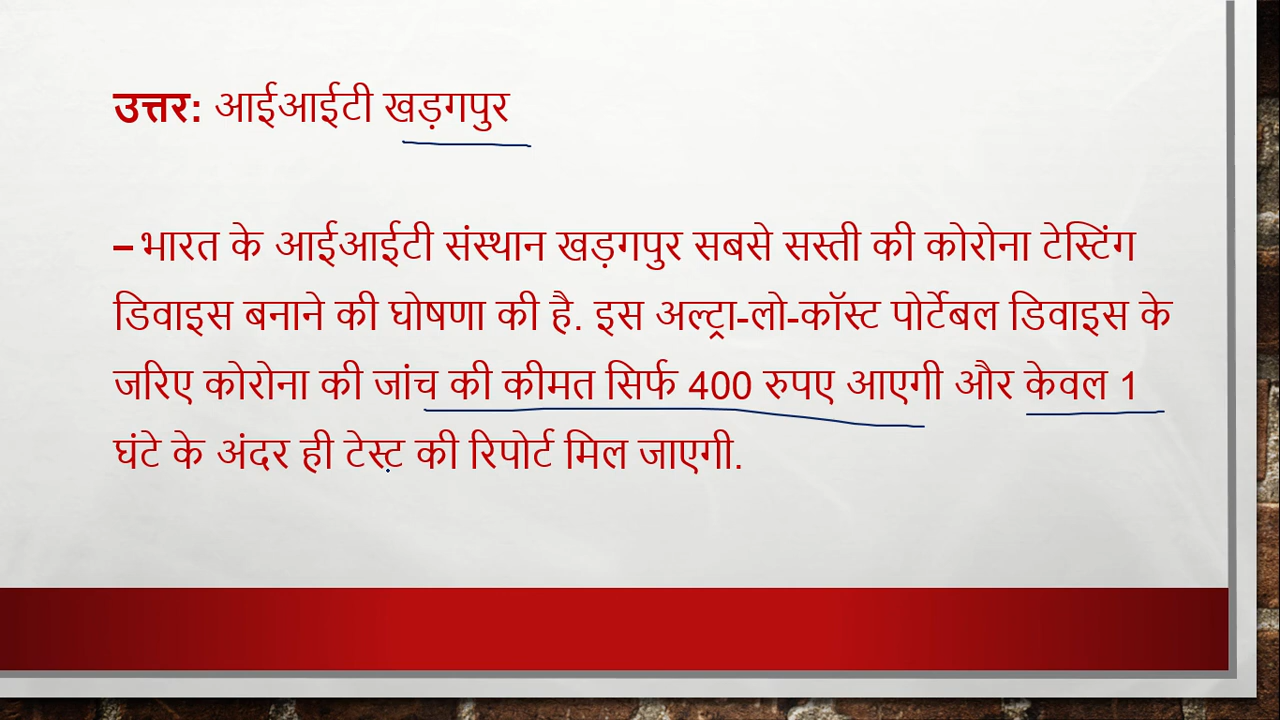 उत्तर: आईआईटी खड़गपुर
– भारत के आईआईटी संस्थान खड़गपुर सबसे सस्ती की कोरोना टेस्टिंग
डिवाइस बनाने की घोषणा की है. इस अल्ट्रा-लो-कॉस्ट पोर्टेबल डिवाइस के
जरिए कोरोना की जांच की कीमत सिर्फ 400 रुपए आएगी और केवल 1
घंटे के अंदर ही टेस्ट की रिपोर्ट मिल जाएगी.